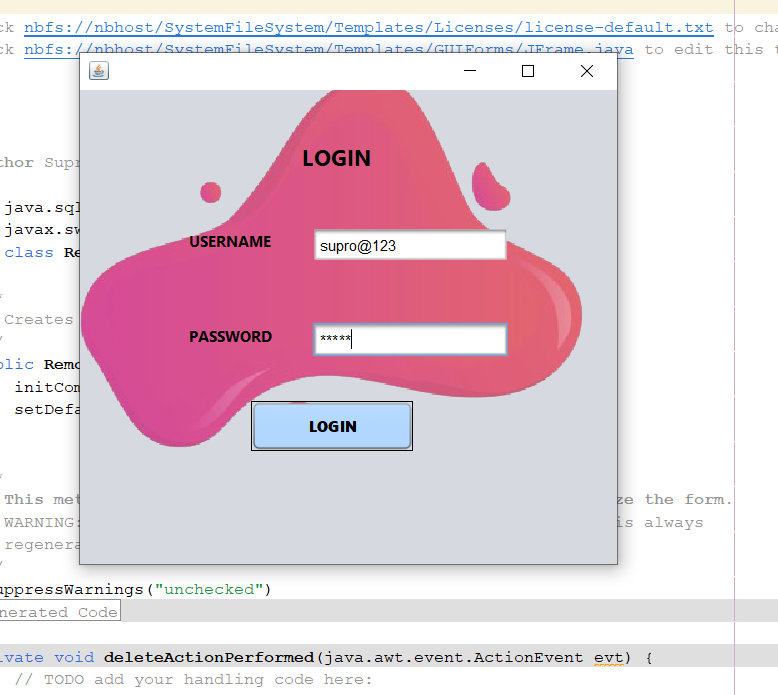 ck nbfs://nbhost/SystemFileSystem/Templates/Licenses/license-default.txt to cha
ck nbfs://nbhost/SystemFileSystem/Templates/GUIForms/JFrame.java to edit this t
LOGIN
thor Supr
java.sql
javax.sw
class Re
USERNAME
supro@123
*
Creates
/
PASSWORD
*****
blic Remo
initCom
setDefa
LOGIN
*
This met
ze the form.
WARNING:
is always
regenera
/
uppressWarnings("unchecked")
nerated Code
ivate void deleteActionPerformed(java.awt.event.ActionEvent evt) {
// TODO add your handling code here: